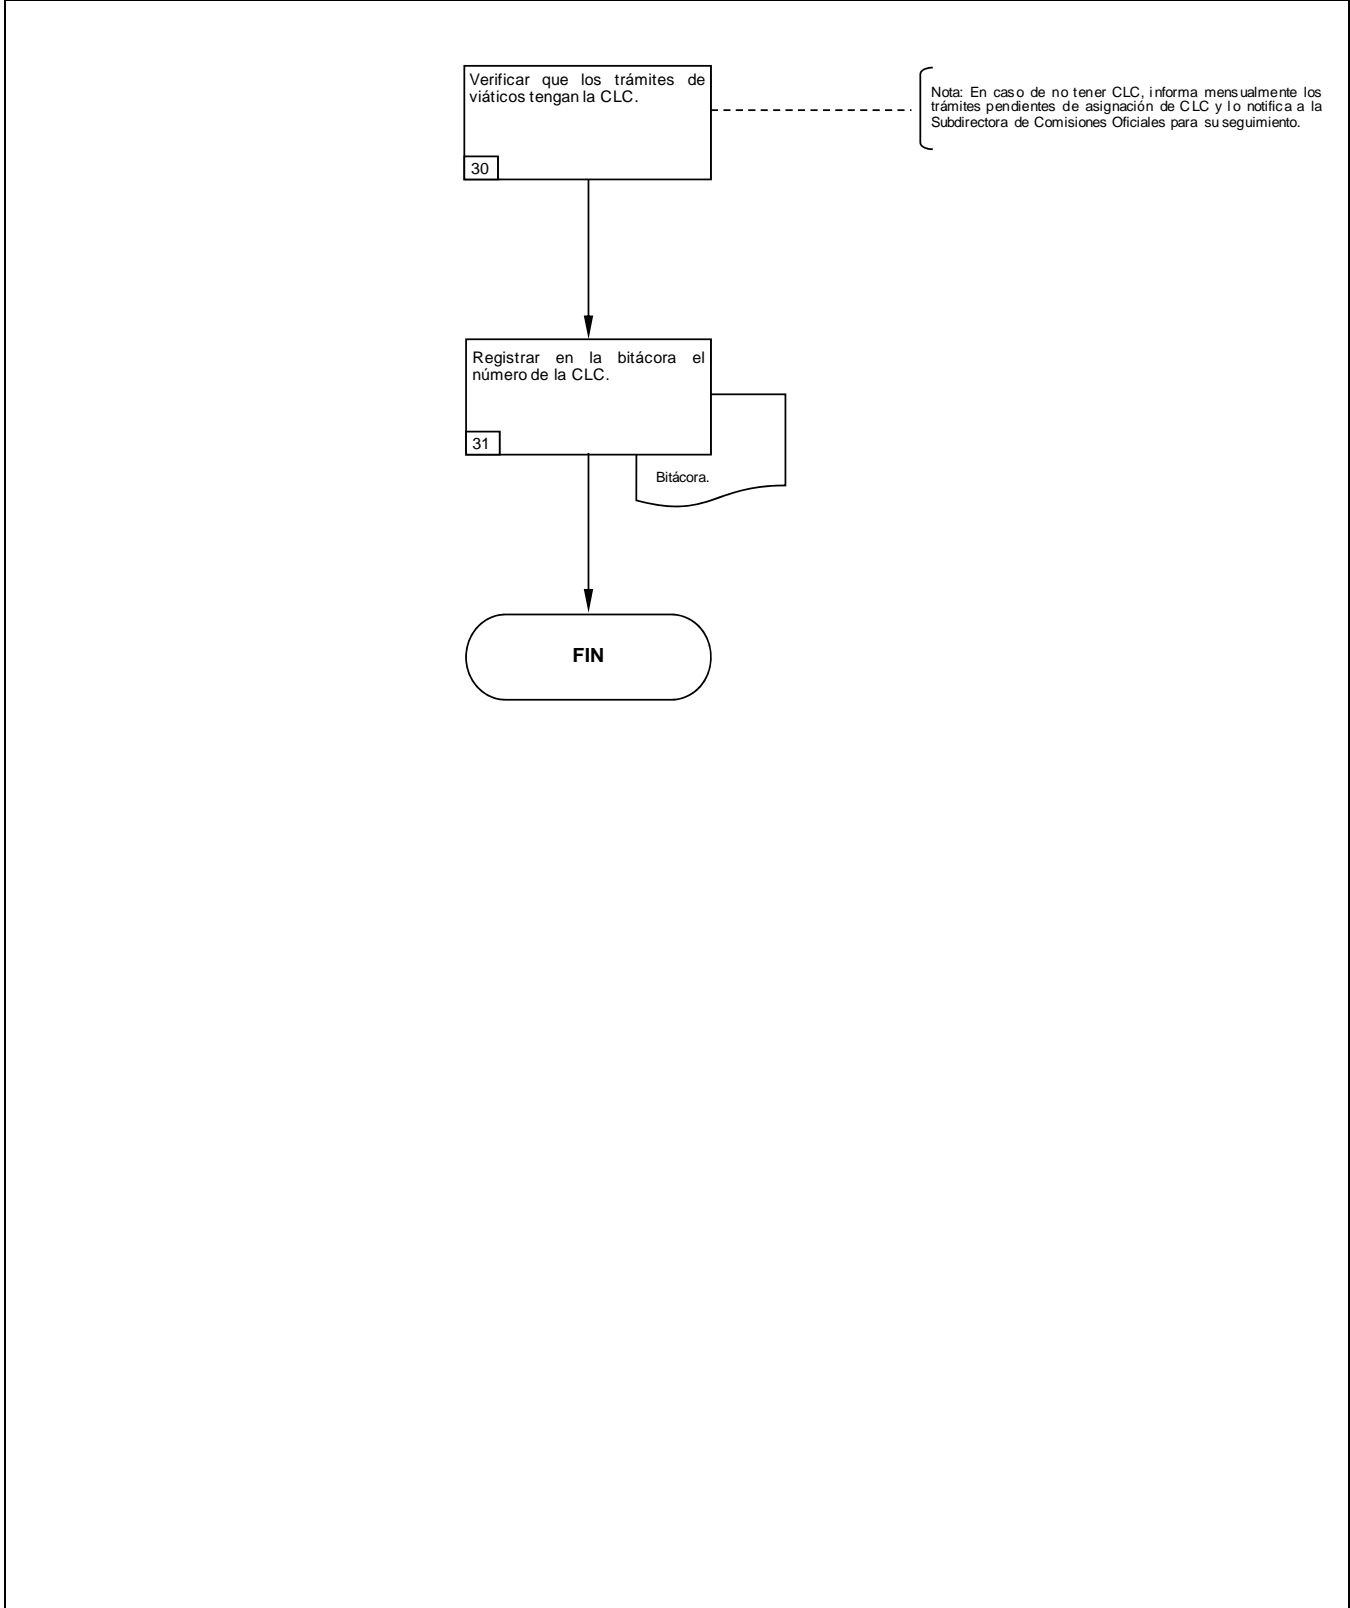 Verificar que los trámites de
viáticos tengan la CLC.
30
Nota: En caso de no tener CLC, informa mensualmente los
trámites pendientes de asignación de CLC y lo notifica a la
Subdirectora de Comisiones Oficiales para su seguimiento.
Registrar en la bitácora el
número de la CLC.
31
Bitácora.
FIN